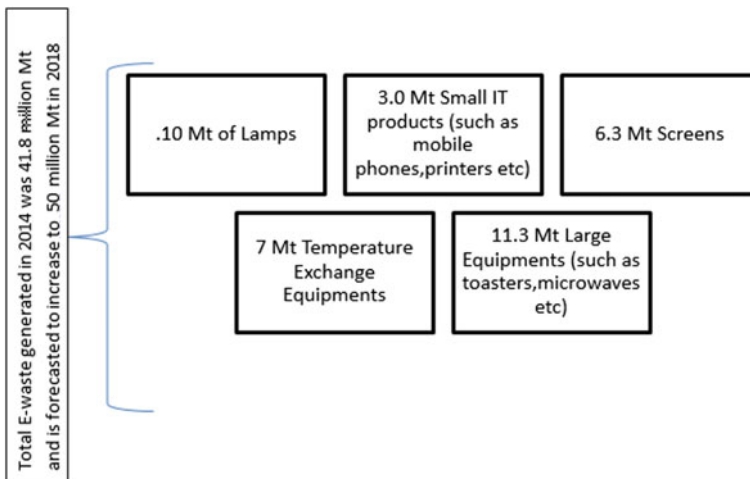 Total E-waste generated in 2014 was 41.8 million Mt
and is forecasted to increase to 50 million Mt in 2018
.10 Mt of Lamps
3.0 Mt Small IT
products (such as
mobile
phones,printers etc)
6.3 Mt Screens
7 Mt Temperature
Exchange
Equipments
11.3 Mt Large
Equipments (such as
toasters,microwaves
etc)